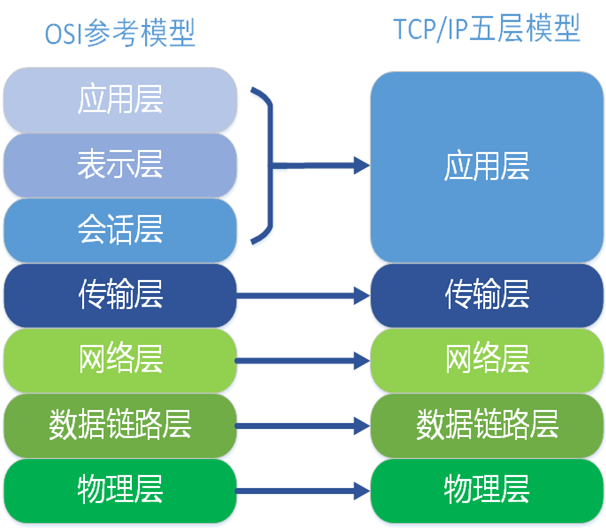 OSI参考模型
应用层
表示层
会话层
传输层
网络层
数据链路层
物理层
TCP/IP五层模型
应用层
传输层
网络层
数据链路层
物理层